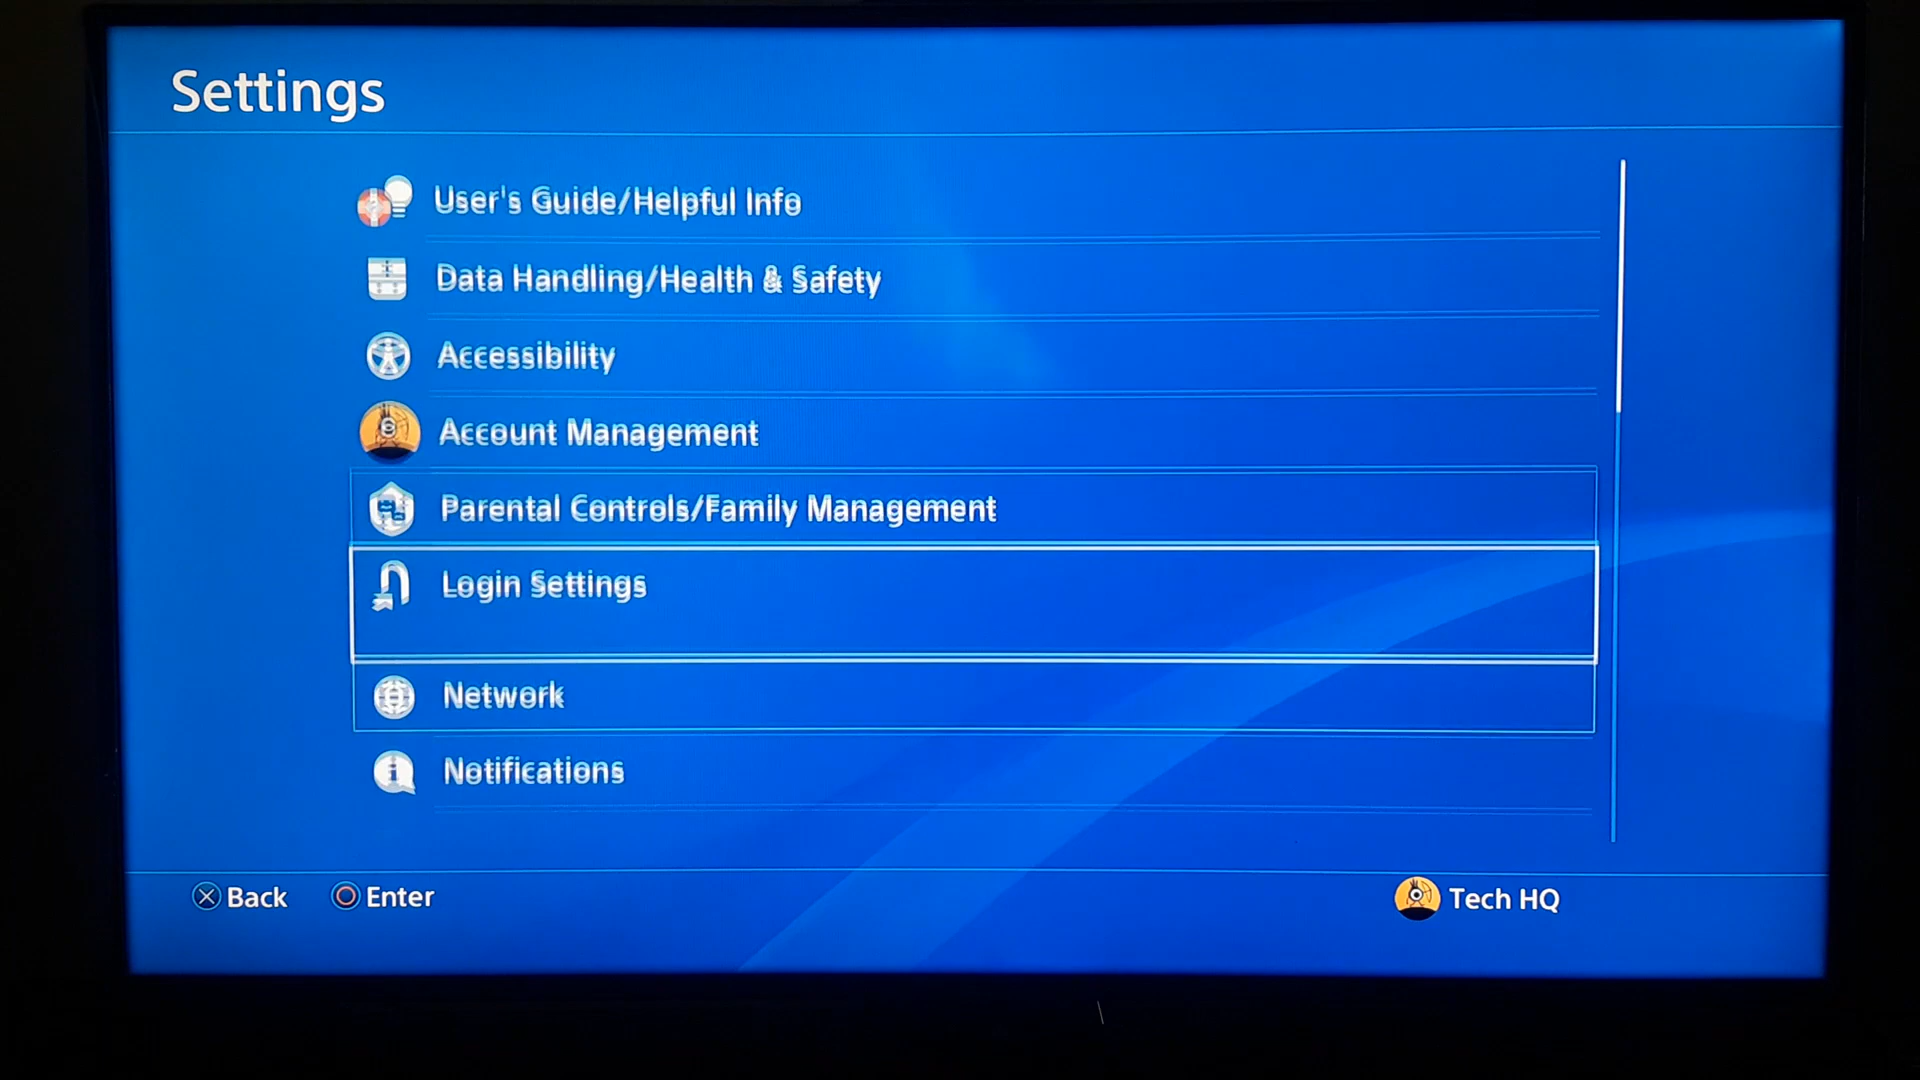 Settings
User's Guide/Helpful Info
Data Handling/Health & Safety
Accessibility
Account Management
Parental Controls/Family Management
Login Settings
Network
Notifications
Back
Enter
Tech HQ